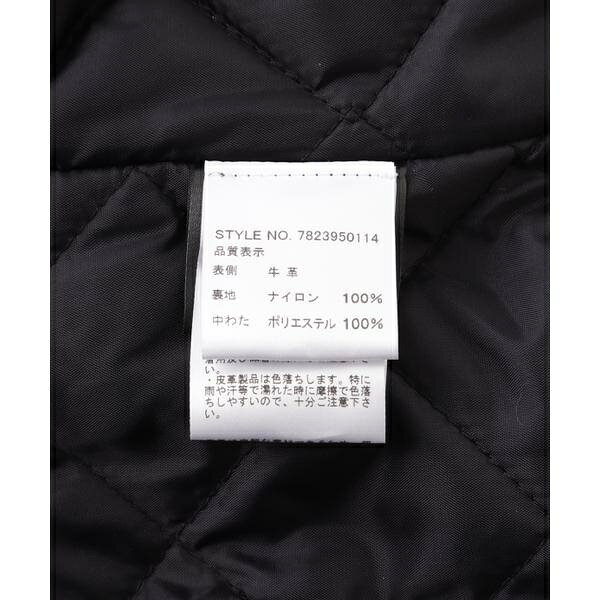 STYLE NO. 7823950114
品質表示
表側 牛 革
裏地 ナイロン 100%
中わた ポリエステル 100%
い。
・皮革製品は色落ちします。特に
雨や汗等で濡れた時に摩擦で色落
ちしやすいので、十分ご注意下さ
い。